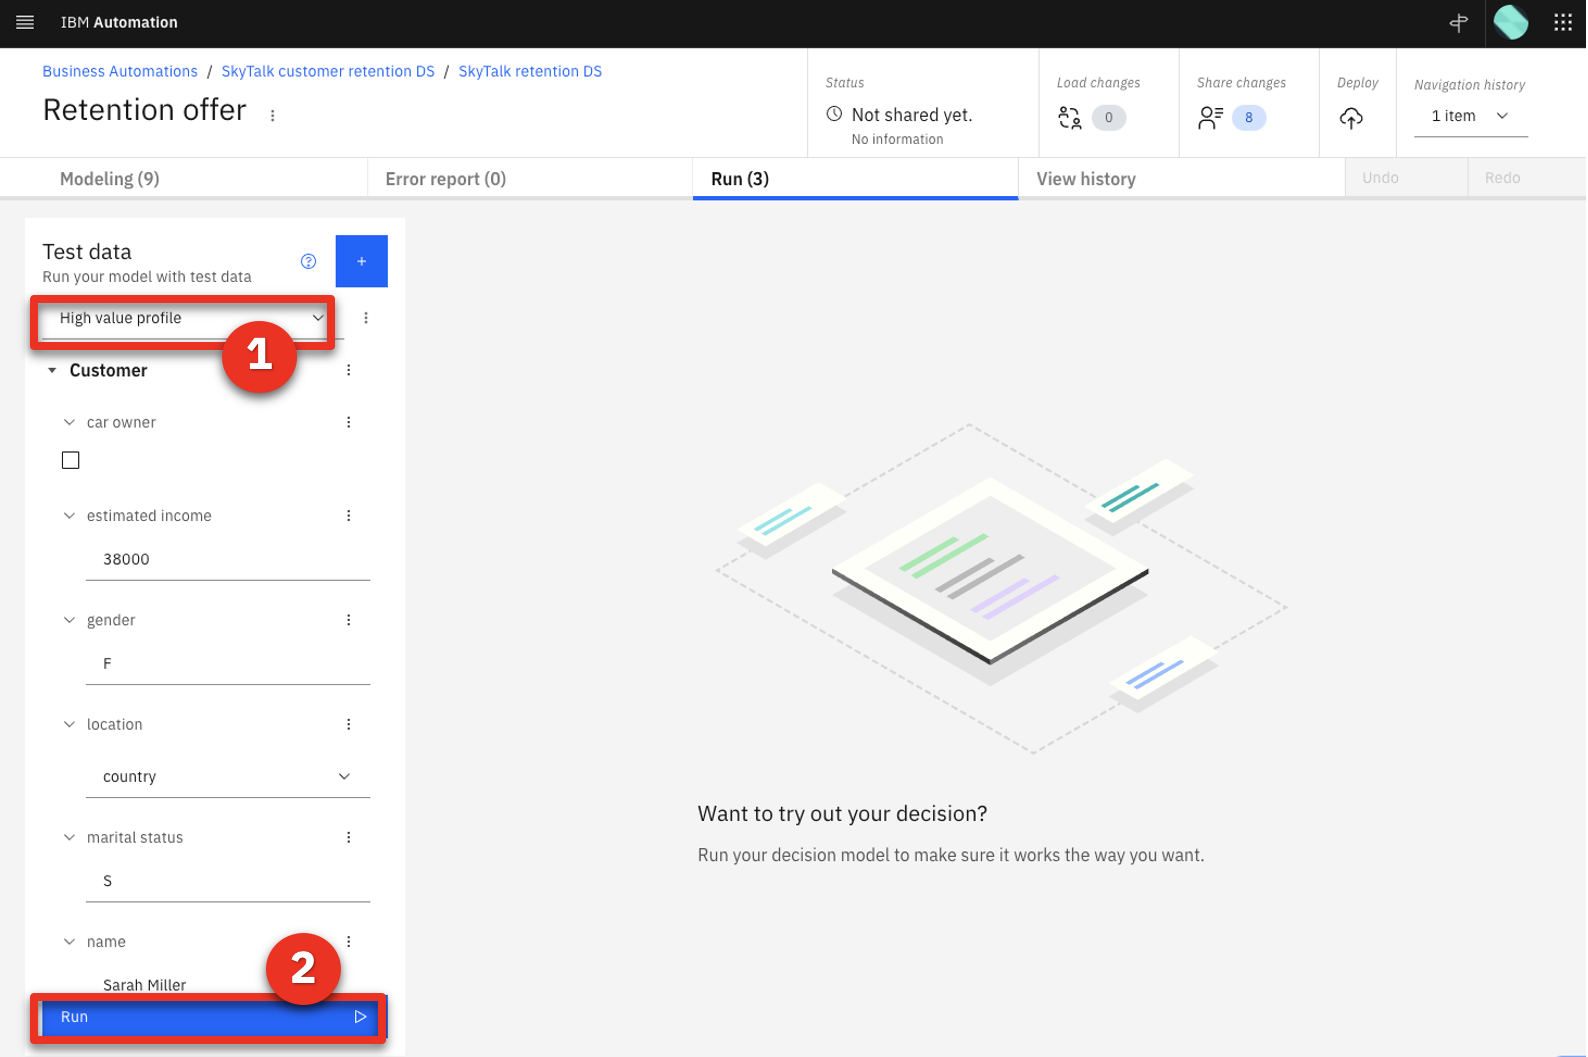 IBM Automation
Business Automations / SkyTalk customer retention DS / SkyTalk retention DS
Retention offer
Status
Not shared yet.
No information
Load changes
0
Share changes
8
Deploy
Navigation history
1 item
Modeling (9)
Error report (0)
Run (3)
View history
Undo
Redo
Test data
Run your model with test data
?
+
High value profile
1
Customer
car owner
estimated income
38000
gender
F
location
country
marital status
S
name
2
Sarah Miller
Run
Want to try out your decision?
Run your decision model to make sure it works the way you want.